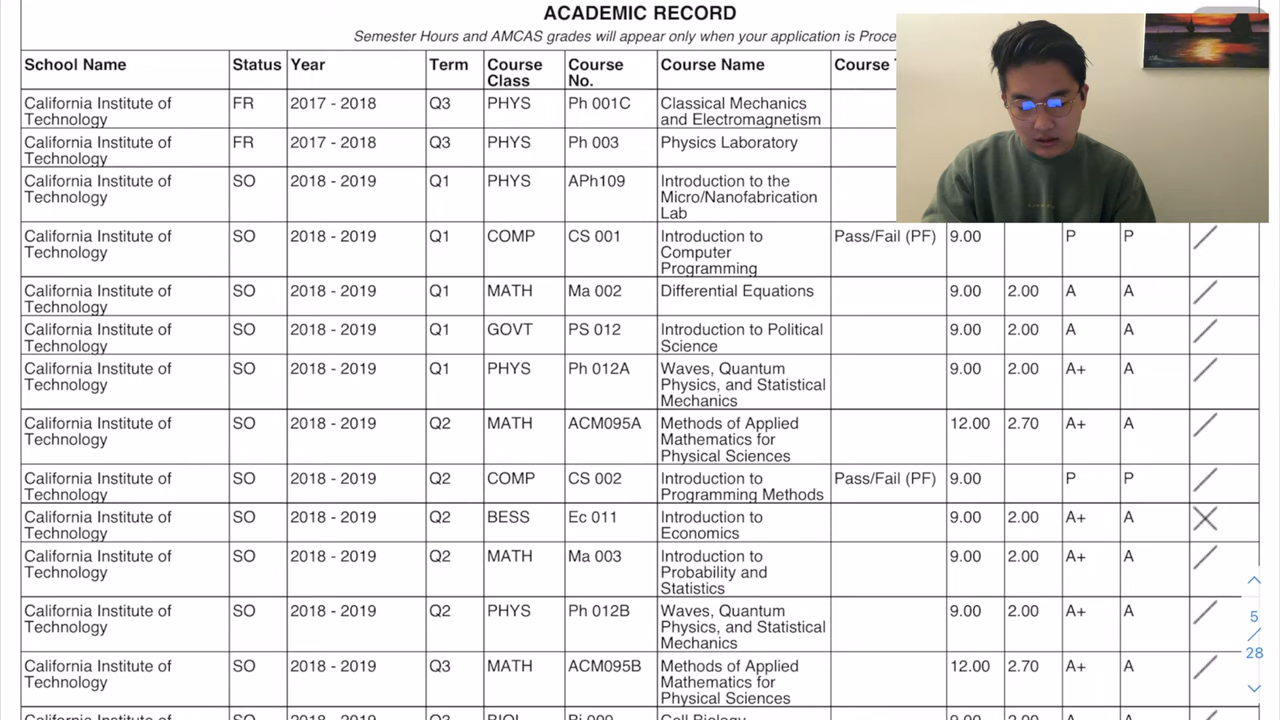 ACADEMIC RECORD
Semester Hours and AMCAS grades will appear only when your application is
School Name Status Year Term Course Class Course No. Course Name Course
California Institute of Technology FR 2017 - 2018 Q3 PHYS Ph 001C Classical Mechanics and Electromagnetism
California Institute of Technology FR 2017 - 2018 Q3 PHYS Ph 003 Physics Laboratory
California Institute of Technology SO 2018 - 2019 Q1 PHYS APh109 Introduction to the Micro/Nanofabrication Lab
California Institute of Technology SO 2018 - 2019 Q1 COMP CS 001 Introduction to Computer Programming Pass/Fail (PF) 9.00 P P
California Institute of Technology SO 2018 - 2019 Q1 MATH Ma 002 Differential Equations 9.00 2.00 A A
California Institute of Technology SO 2018 - 2019 Q1 GOVT PS 012 Introduction to Political Science 9.00 2.00 A A
California Institute of Technology SO 2018 - 2019 Q1 PHYS Ph 012A Waves, Quantum Physics, and Statistical Mechanics 9.00 2.00 A+ A
California Institute of Technology SO 2018 - 2019 Q2 MATH ACM095A Methods of Applied Mathematics for Physical Sciences 12.00 2.70 A+ A
California Institute of Technology SO 2018 - 2019 Q2 COMP CS 002 Introduction to Programming Methods Pass/Fail (PF) 9.00 P P
California Institute of Technology SO 2018 - 2019 Q2 BESS Ec 011 Introduction to Economics 9.00 2.00 A+ A
California Institute of Technology SO 2018 - 2019 Q2 MATH Ma 003 Introduction to Probability and Statistics 9.00 2.00 A+ A
California Institute of Technology SO 2018 - 2019 Q2 PHYS Ph 012B Waves, Quantum Physics, and Statistical Mechanics 9.00 2.00 A+ A
California Institute of Technology SO 2018 - 2019 Q3 MATH ACM095B Methods of Applied Mathematics for Physical Sciences 12.00 2.70 A+ A
5
28